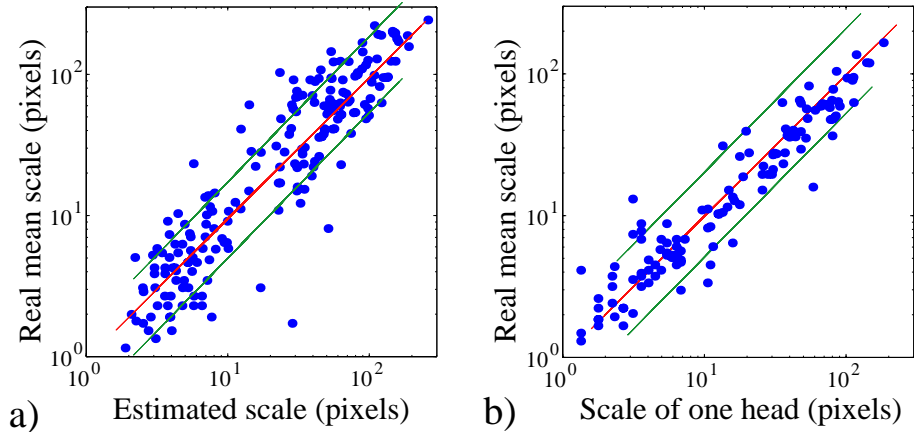 Real mean scale (pixels)
10^2
10^1
10^0
10^0
10^1
10^2
a)
Estimated scale (pixels)
Real mean scale (pixels)
10^2
10^1
10^0
10^0
10^1
10^2
b)
Scale of one head (pixels)